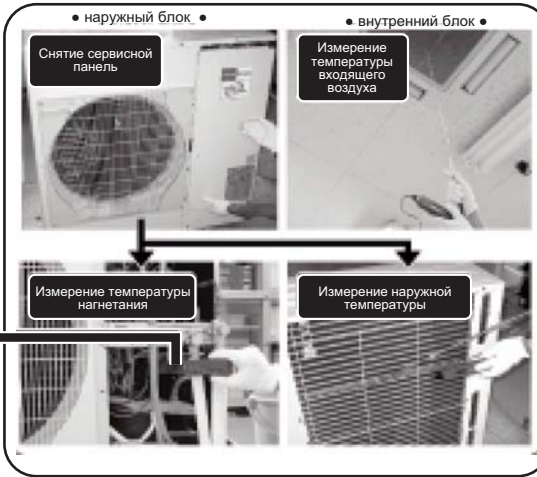 ● наружный блок ●
● внутренний блок ●
Снятие сервисной
панель
Измерение
температуры
входящего
воздуха
Измерение температуры
нагнетания
Измерение наружной
температуры